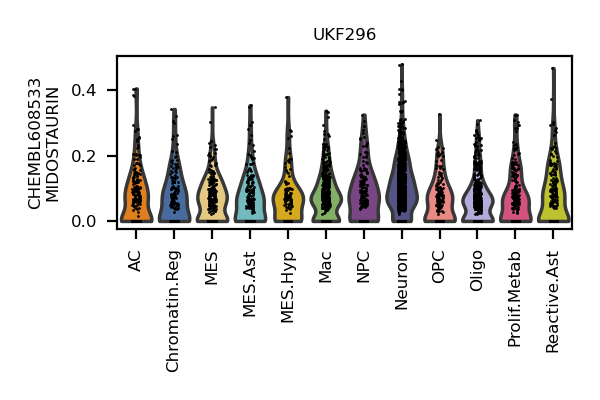 UKF296
CHEMBL608533
MIDOSTAURIN
0.4
0.2
0.0
AC
Chromatin.Reg
MES
MES.Ast
MES.Hyp
Mac
NPC
Neuron
OPC
Oligo
Prolif.Metab
Reactive.Ast